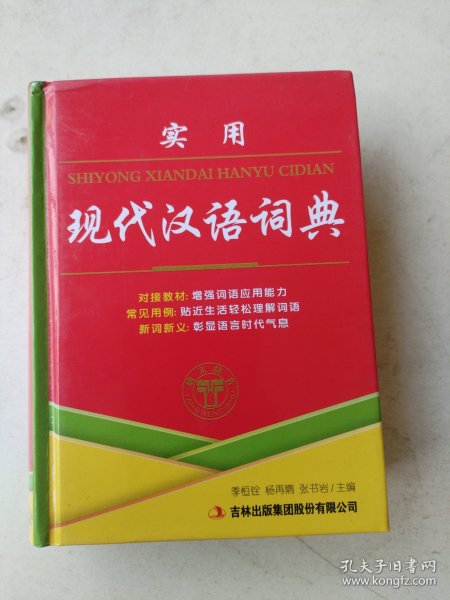 实用
SHIYONG XIANDAI HANYU CIDIAN
现代汉语词典
对接教材:增强词语应用能力
常见用例:贴近生活轻松理解词语
新词新义:彰显语言时代气息
季恒铨 杨再隋 张书岩/主编
吉林出版集团股份有限公司
孔夫子旧书网
www.kongfz.com